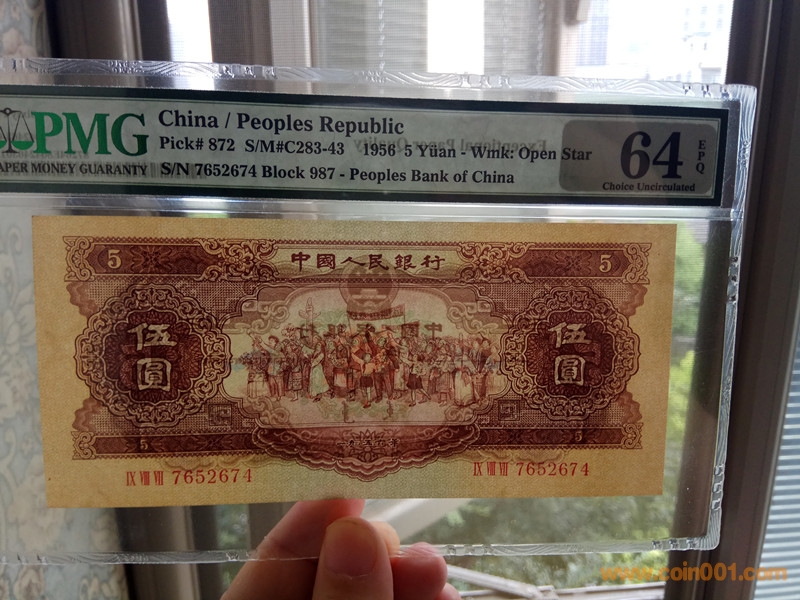 PMG
PAPER MONEY GUARANTY
China / Peoples Republic
Pick# 872 S/M#C283-43 1956 5 Yüan - Wmk: Open Star
S/N 7652674 Block 987 - Peoples Bank of China
64
EPQ
Choice Uncirculated
5
中國人民銀行
5
伍圓
伍圓
5
5
IX VIII VII 7652674
IX VIII VII 7652674
www.coin001.com